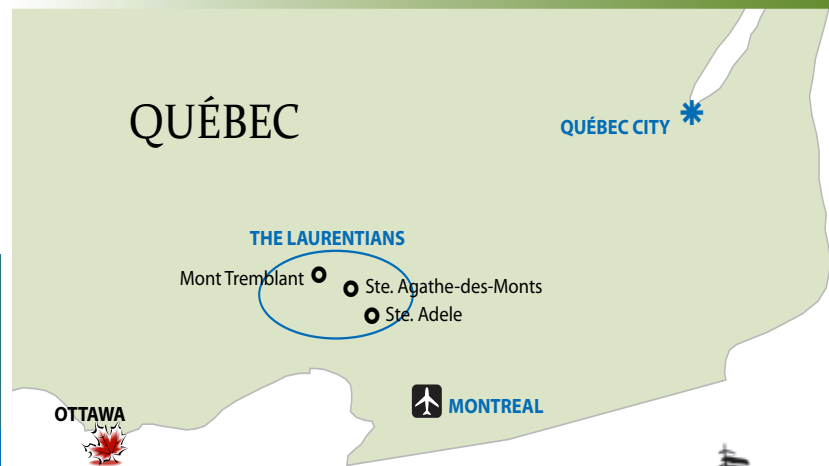 QUÉBEC
QUÉBEC CITY
THE LAURENTIANS
Mont Tremblant
Ste. Agathe-des-Monts
Ste. Adele
MONTREAL
OTTAWA